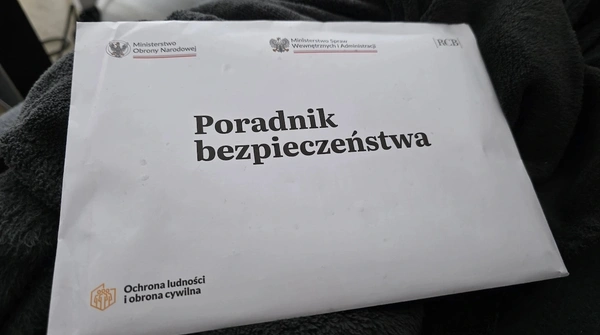 Ministerstwo
Obrony Narodowej
Ministerstwo Spraw
Wewnętrznych i Administracji
RCB
Poradnik
bezpieczeństwa
Ochrona ludności
i obrona cywilna